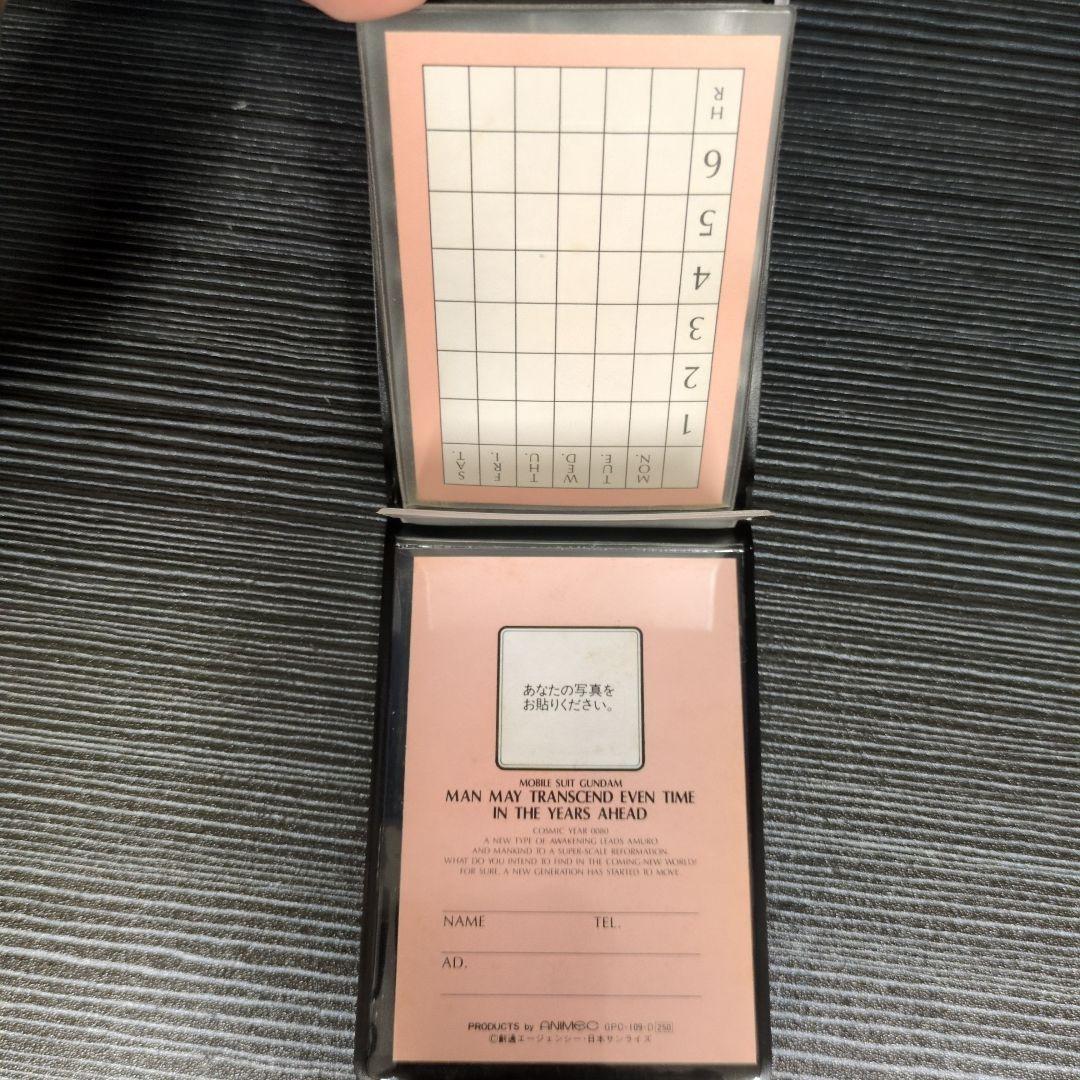 HR 6 5 4 3 2 1
SAT. FRI. THU. WED. TUE. MON.
あなたの写真を
お貼りください。
MOBILE SUIT GUNDAM
MAN MAY TRANSCEND EVEN TIME
IN THE YEARS AHEAD
COSMIC YEAR 0080
A NEW TYPE OF AWAKENING LEADS AMURO
AND MANKIND TO A SUPER-SCALE REFORMATION.
WHAT DO YOU INTEND TO FIND IN THE COMING-NEW WORLD?
FOR SURE, A NEW GENERATION HAS STARTED TO MOVE.
NAME TEL.
AD.
PRODUCTS by ANIMEC GPC-109-D 250
©創通エージェンシー・日本サンライズ